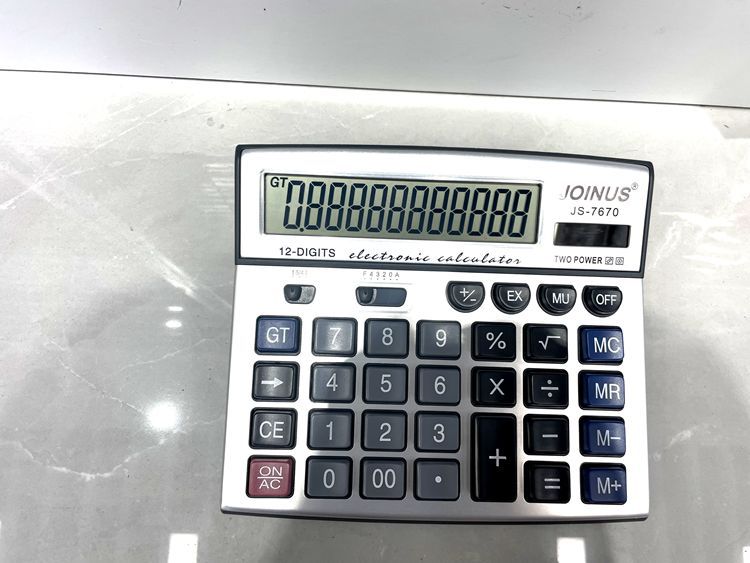 JOINUS®
JS-7670
GT
0.88888888888
12-DIGITS electronic calculator
TWO POWER
F4320A
+/− EX MU OFF
GT 7 8 9 % √ MC
→ 4 5 6 X ÷ MR
CE 1 2 3 + − M−
ON
AC 0 00 • = M+